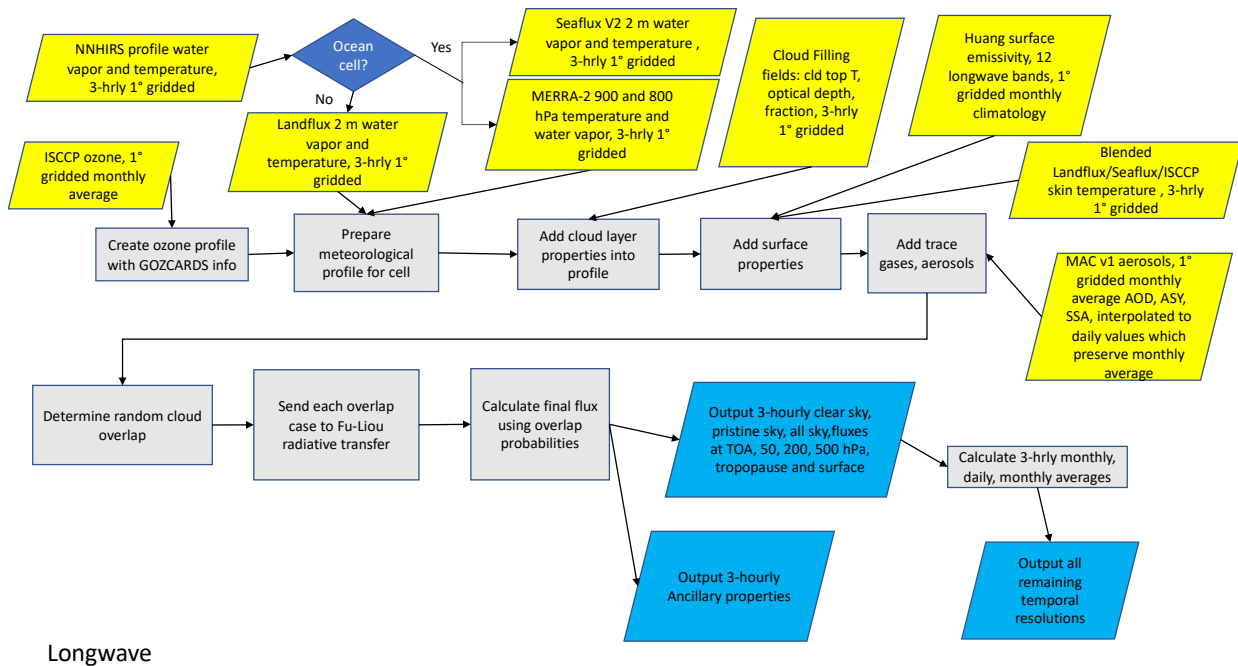 NNHIRS profile water
vapor and temperature,
3-hrly 1° gridded
Ocean
cell?
Yes
No
Seaflux V2 2 m water
vapor and temperature ,
3-hrly 1° gridded
MERRA-2 900 and 800
hPa temperature and
water vapor, 3-hrly 1°
gridded
Cloud Filling
fields: cld top T,
optical depth,
fraction, 3-hrly
1° gridded
Huang surface
emissivity, 12
longwave bands, 1°
gridded monthly
climatology
ISCCP ozone, 1°
gridded monthly
average
Landflux 2 m water
vapor and
temperature, 3-hrly 1°
gridded
Blended
Landflux/Seaflux/ISCCP
skin temperature , 3-hrly
1° gridded
Create ozone profile
with GOZCARDS info
Prepare
meteorological
profile for cell
Add cloud layer
properties into
profile
Add surface
properties
Add trace
gases, aerosols
MAC v1 aerosols, 1°
gridded monthly
average AOD, ASY,
SSA, interpolated to
daily values which
preserve monthly
average
Determine random cloud
overlap
Send each overlap
case to Fu-Liou
radiative transfer
Calculate final flux
using overlap
probabilities
Output 3-hourly clear sky,
pristine sky, all sky,fluxes
at TOA, 50, 200, 500 hPa,
tropopause and surface
Calculate 3-hrly monthly,
daily, monthly averages
Output 3-hourly
Ancillary properties
Output all
remaining
temporal
resolutions
Longwave